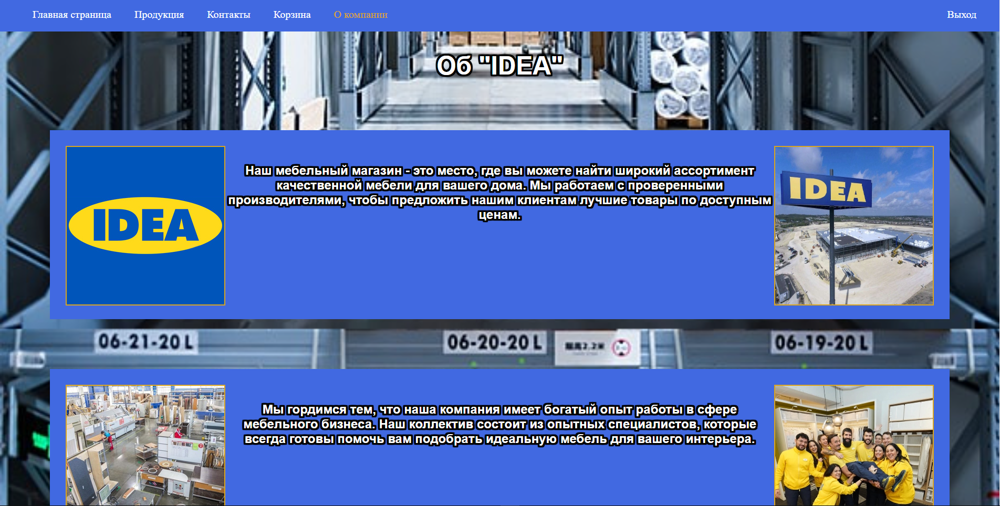 Главная страница Продукция Контакты Корзина О компании Выход
Об "IDEA"
IDEA
Наш мебельный магазин - это место, где вы можете найти широкий ассортимент
качественной мебели для вашего дома. Мы работаем с проверенными
производителями, чтобы предложить нашим клиентам лучшие товары по доступным
ценам.
IDEA
06-21-20 L
06-20-20 L
06-19-20 L
Мы гордимся тем, что наша компания имеет богатый опыт работы в сфере
мебельного бизнеса. Наш коллектив состоит из опытных специалистов, которые
всегда готовы помочь вам подобрать идеальную мебель для вашего интерьера.